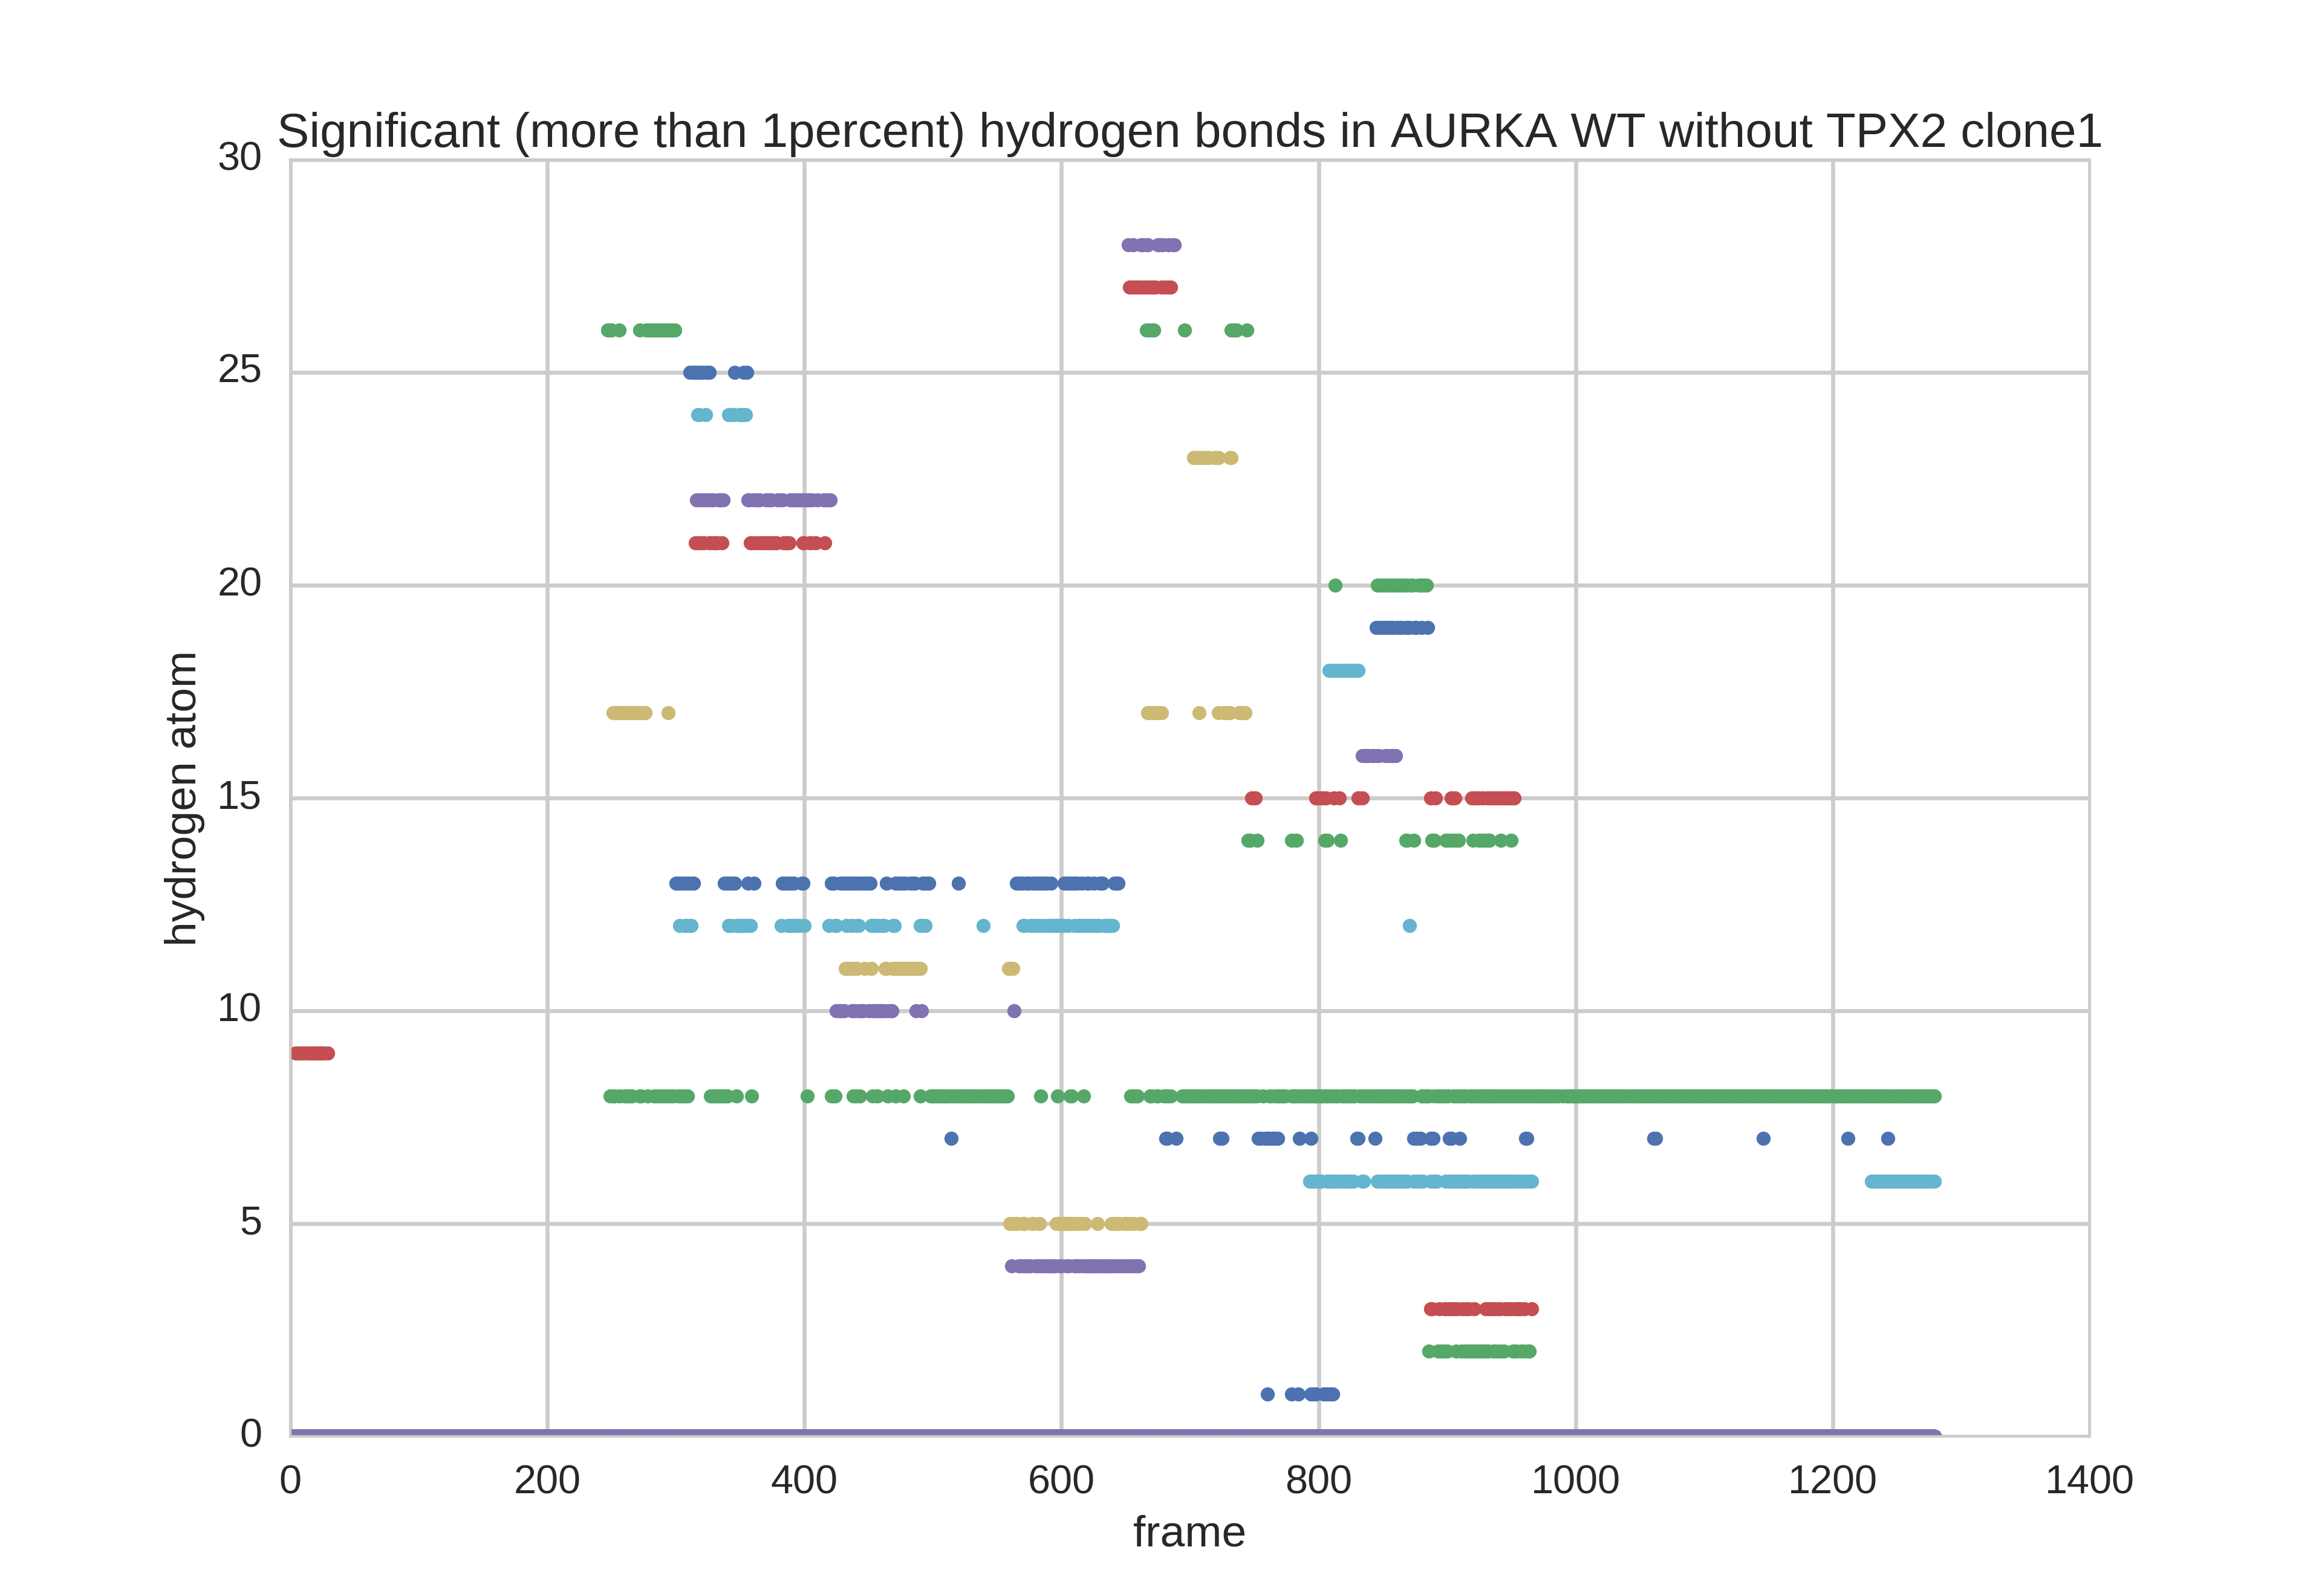 Significant (more than 1percent) hydrogen bonds in AURKA WT without TPX2 clone1
30
25
20
15
10
5
0
hydrogen atom
0 200 400 600 800 1000 1200 1400
frame